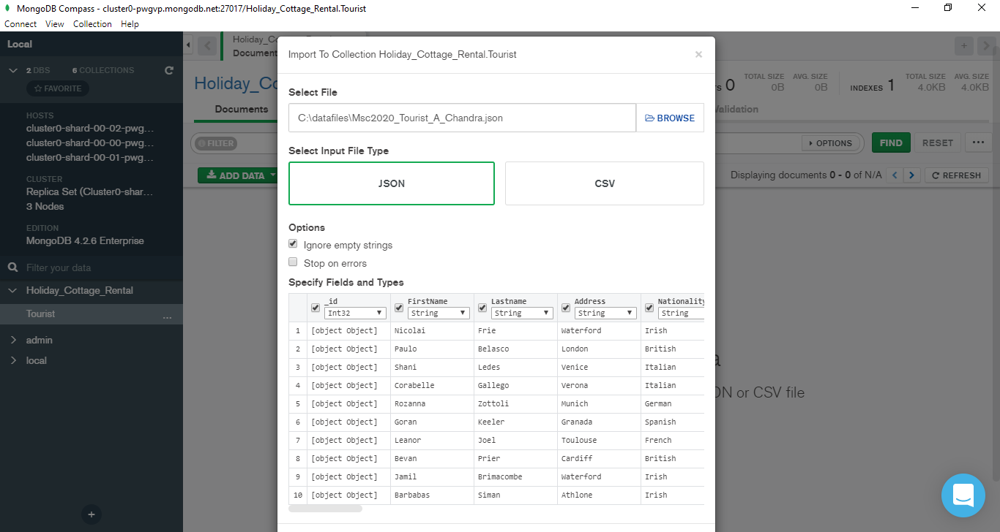 MongoDB Compass - cluster0-pwgvp.mongodb.net:27017/Holiday_Cottage_Rental.Tourist
Connect View Collection Help
Local
2 DBS 6 COLLECTIONS
FAVORITE
HOSTS
cluster0-shard-00-02-pwg...
cluster0-shard-00-00-pwg...
cluster0-shard-00-01-pwg...
CLUSTER
Replica Set (Cluster0-shar...
3 Nodes
EDITION
MongoDB 4.2.6 Enterprise
Filter your data
Holiday_Cottage_Rental
Tourist ...
admin
local
+
Holiday_Co
Document
Holiday_Co
Documents
FILTER
ADD DATA
Import To Collection Holiday_Cottage_Rental.Tourist ×
Select File
C:\datafiles\Msc2020_Tourist_A_Chandra.json BROWSE
Select Input File Type
JSON CSV
Options
Ignore empty strings
Stop on errors
Specify Fields and Types
_id FirstName Lastname Address Nationality
Int32 String String String String
1 [object Object] Nicolai Frie Waterford Irish
2 [object Object] Paulo Belasco London British
3 [object Object] Shani Ledes Venice Italian
4 [object Object] Corabelle Gallego Verona Italian
5 [object Object] Rozanna Zottoli Munich German
6 [object Object] Goran Keeler Granada Spanish
7 [object Object] Leanor Joel Toulouse French
8 [object Object] Bevan Prier Cardiff British
9 [object Object] Jamil Brimacombe Waterford Irish
10 [object Object] Barbabas Siman Athlone Irish
+
TOTAL SIZE AVG. SIZE TOTAL SIZE AVG. SIZE
S 0 0B 0B INDEXES 1 4.0KB 4.0KB
Validation
OPTIONS FIND RESET ...
Displaying documents 0 - 0 of N/A < > REFRESH
a
ON or CSV file